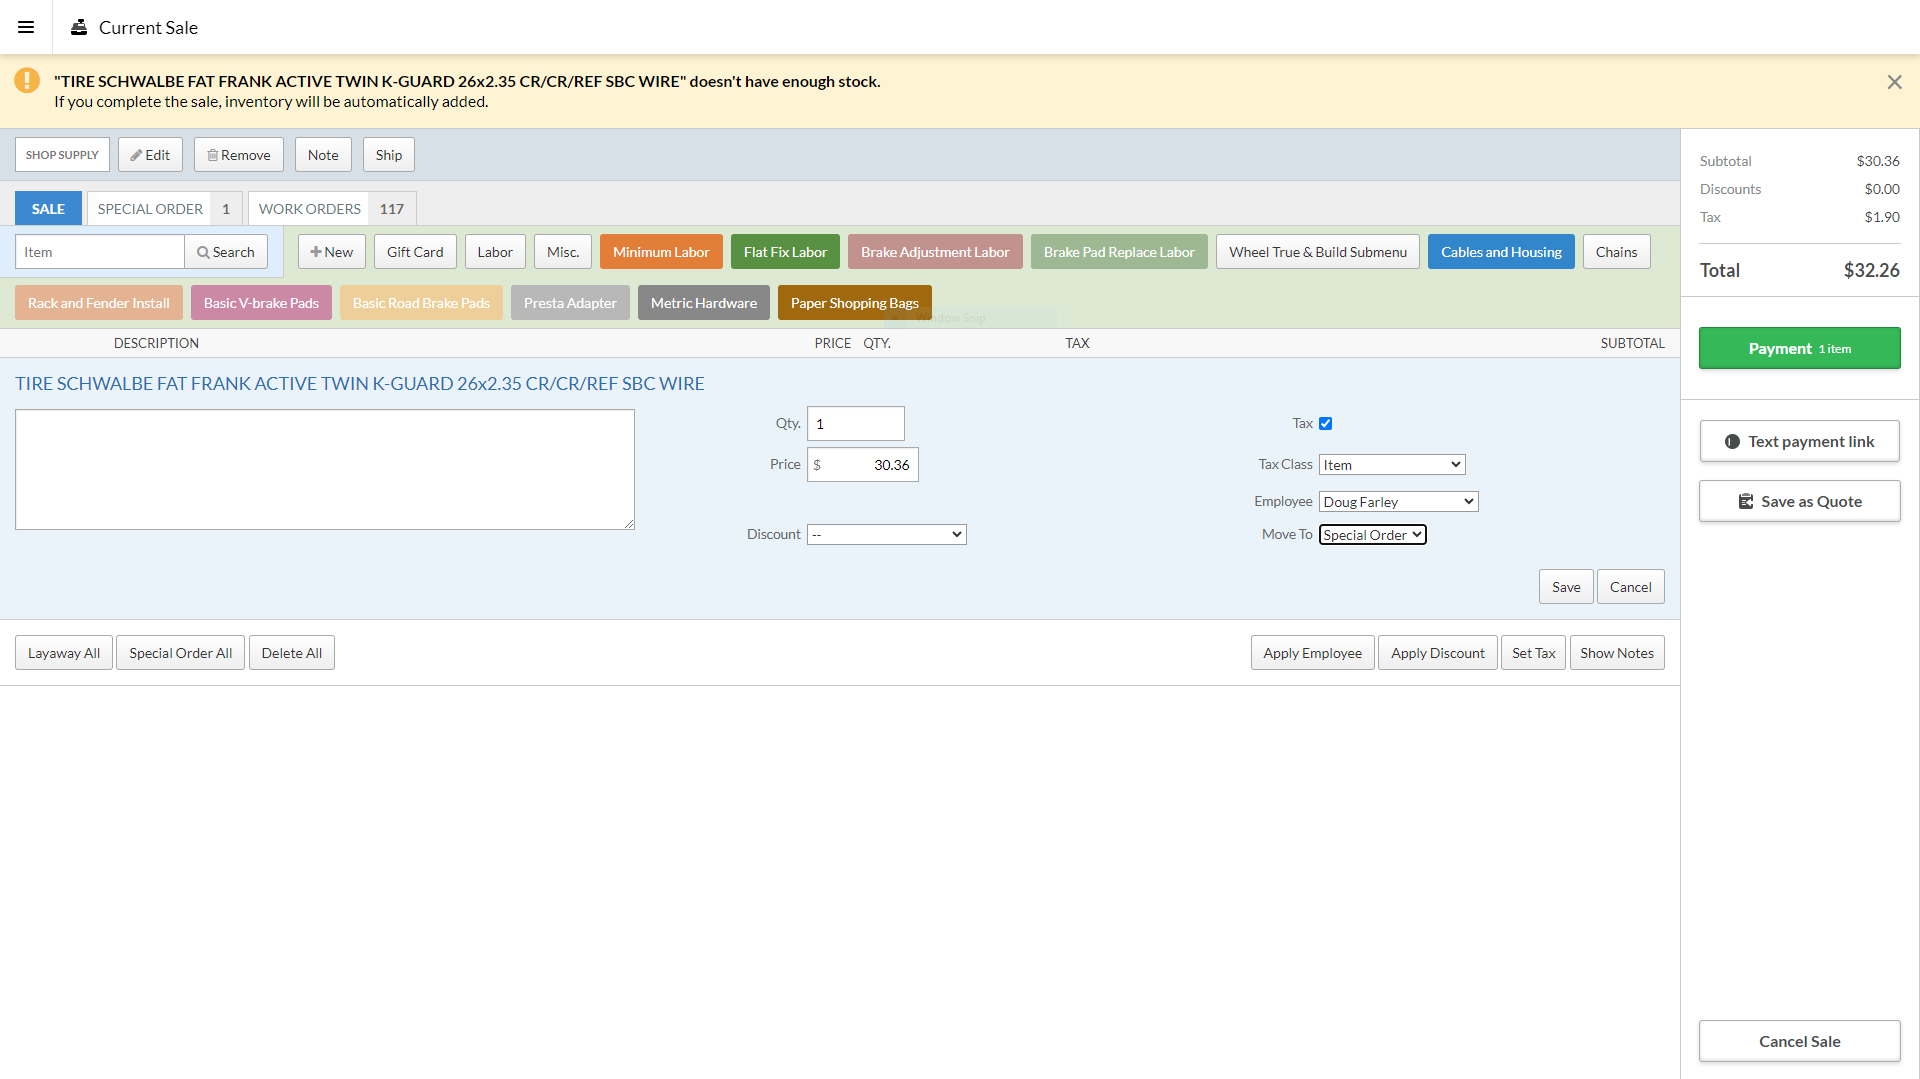 Current Sale
"TIRE SCHWALBE FAT FRANK ACTIVE TWIN K-GUARD 26x2.35 CR/CR/REF SBC WIRE" doesn't have enough stock.
If you complete the sale, inventory will be automatically added.
SHOP SUPPLY Edit Remove Note Ship
SALE SPECIAL ORDER 1 WORK ORDERS 117
Item Search New Gift Card Labor Misc. Minimum Labor Flat Fix Labor Brake Adjustment Labor Brake Pad Replace Labor Wheel True & Build Submenu Cables and Housing Chains
Rack and Fender Install Basic V-brake Pads Basic Road Brake Pads Presta Adapter Metric Hardware Paper Shopping Bags
Window Snip
DESCRIPTION PRICE QTY. TAX SUBTOTAL
TIRE SCHWALBE FAT FRANK ACTIVE TWIN K-GUARD 26x2.35 CR/CR/REF SBC WIRE
Qty. 1 Tax
Price $ 30.36 Tax Class Item
Employee Doug Farley
Discount -- Move To Special Order
Save Cancel
Layaway All Special Order All Delete All Apply Employee Apply Discount Set Tax Show Notes
Subtotal $30.36
Discounts $0.00
Tax $1.90
Total $32.26
Payment 1 item
Text payment link
Save as Quote
Cancel Sale